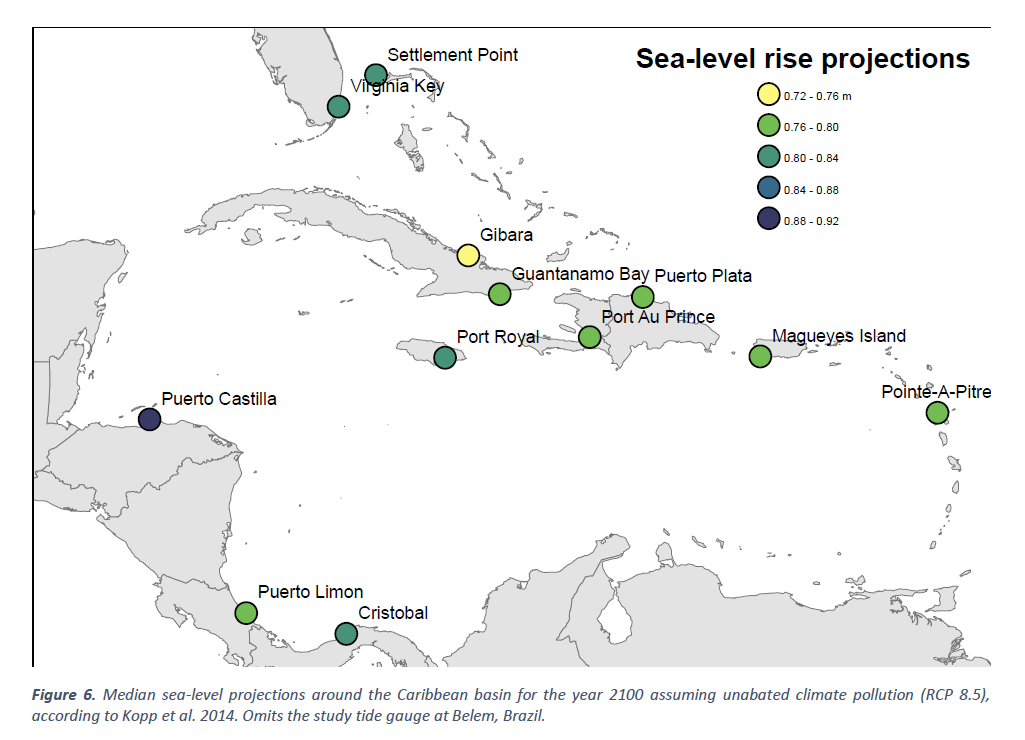 Settlement Point
Sea-level rise projections
Virginia Key
0.72 - 0.76 m
0.76 - 0.80
0.80 - 0.84
0.84 - 0.88
0.88 - 0.92
Gibara
Guantanamo Bay
Puerto Plata
Port Au Prince
Port Royal
Magueyes Island
Pointe-A-Pitre
Puerto Castilla
Puerto Limon
Cristobal
Figure 6. Median sea-level projections around the Caribbean basin for the year 2100 assuming unabated climate pollution (RCP 8.5),
according to Kopp et al. 2014. Omits the study tide gauge at Belem, Brazil.